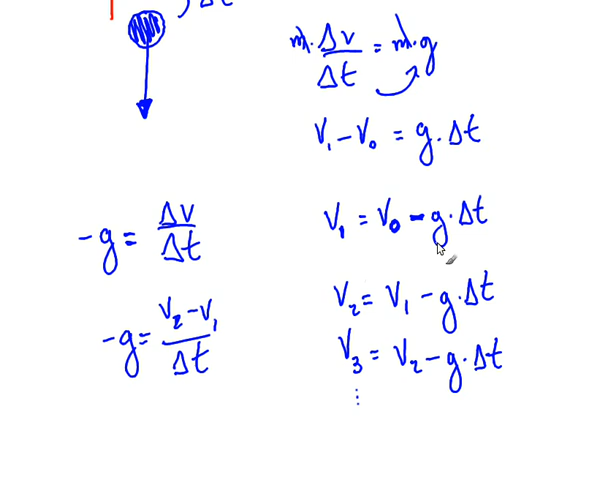 Δt
m · Δv/Δt = m · g
V₁ - V₀ = g · Δt
-g = Δv/Δt
V₁ = V₀ - g · Δt
V₂ = V₁ - g · Δt
-g = V₂ - V₁/Δt
V₃ = V₂ - g · Δt
⋮